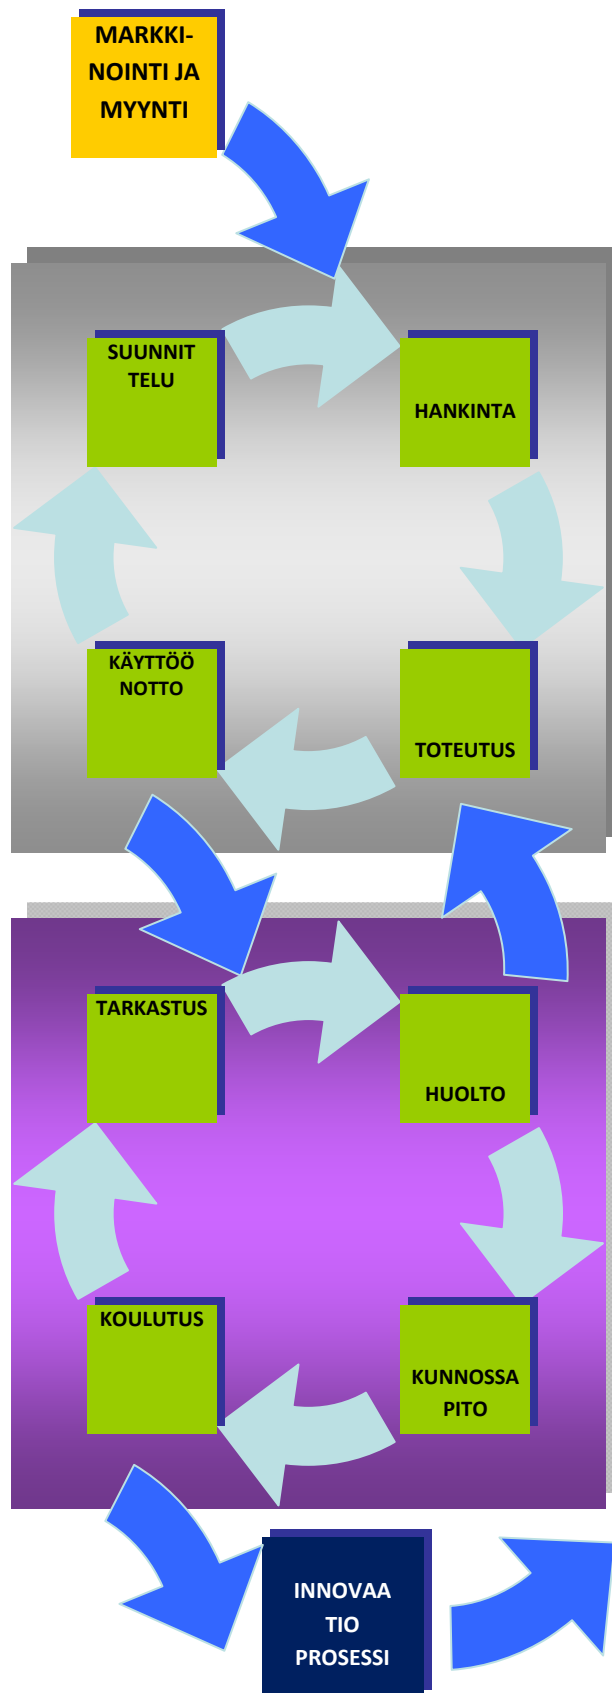 MARKKI-
NOINTI JA
MYYNTI
SUUNNIT
TELU
HANKINTA
KÄYTTÖÖ
NOTTO
TOTEUTUS
TARKASTUS
HUOLTO
KOULUTUS
KUNNOSSA
PITO
INNOVAA
TIO
PROSESSI